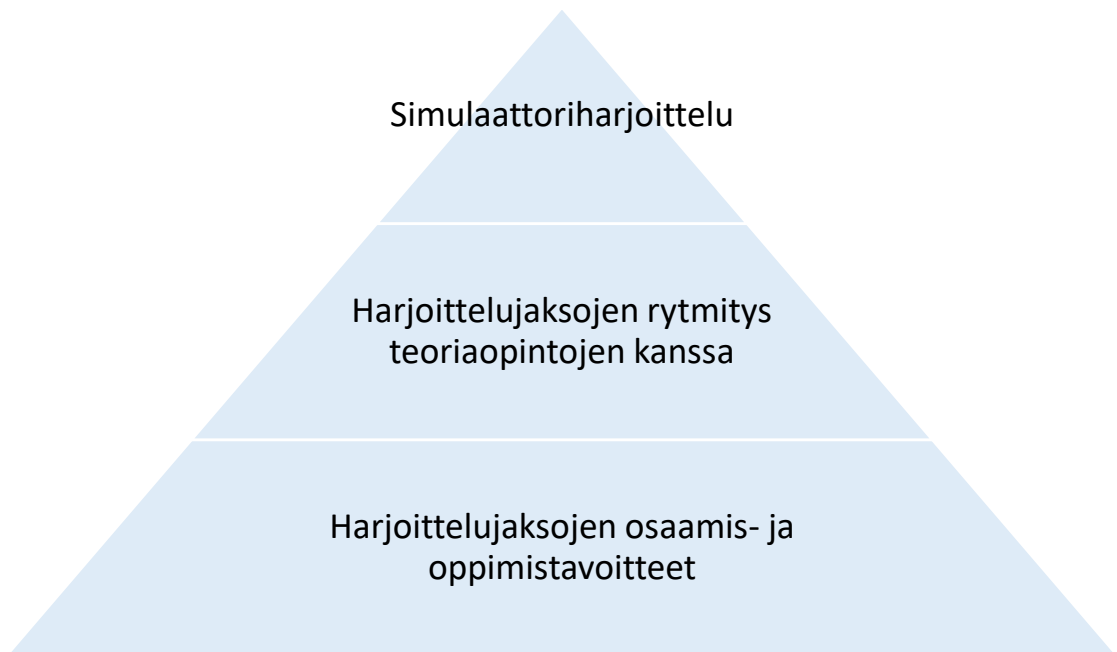 Simulaattoriharjoittelu
Harjoittelujaksojen rytmitys
teoriaopintojen kanssa
Harjoittelujaksojen osaamis- ja
oppimistavoitteet